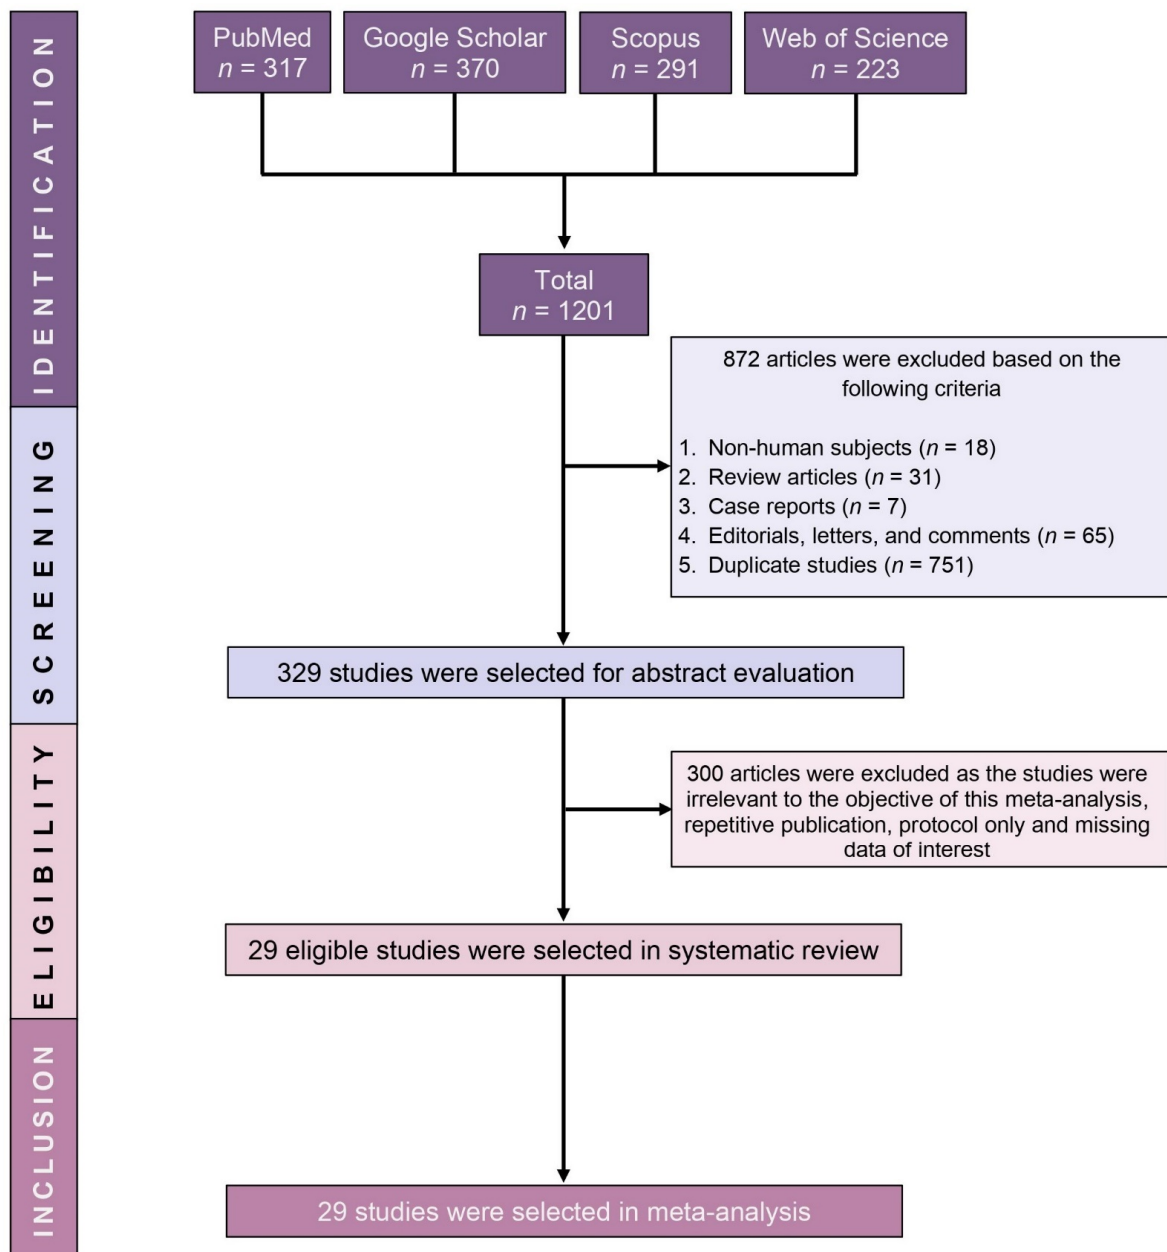 PubMed
n = 317
Google Scholar
n = 370
Scopus
n = 291
Web of Science
n = 223
IDENTIFICATION
Total
n = 1201
872 articles were excluded based on the
following criteria
1. Non-human subjects (n = 18)
2. Review articles (n = 31)
3. Case reports (n = 7)
4. Editorials, letters, and comments (n = 65)
5. Duplicate studies (n = 751)
SCREENING
329 studies were selected for abstract evaluation
300 articles were excluded as the studies were
irrelevant to the objective of this meta-analysis,
repetitive publication, protocol only and missing
data of interest
ELIGIBILITY
29 eligible studies were selected in systematic review
INCLUSION
29 studies were selected in meta-analysis